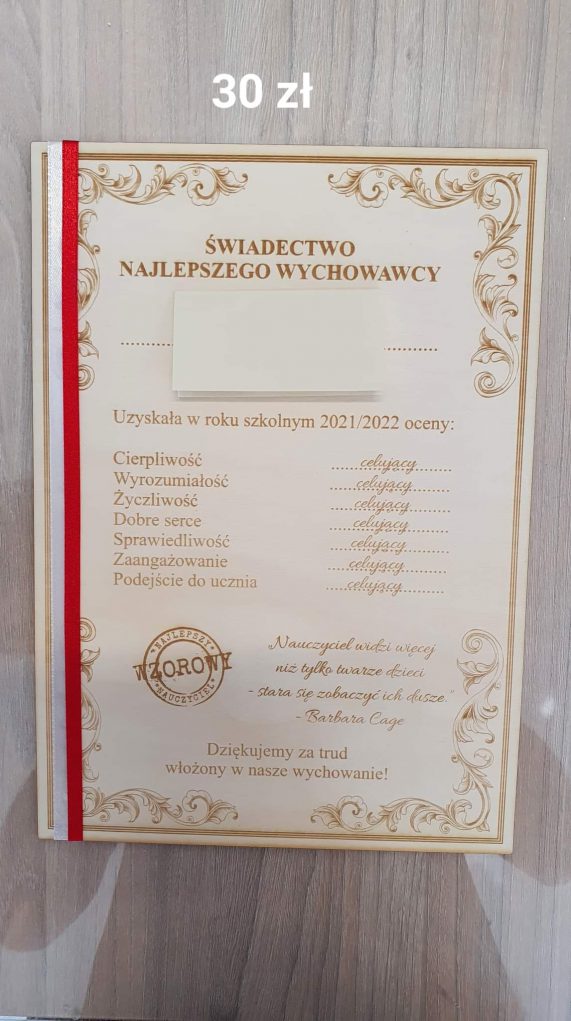 30 zł
ŚWIADECTWO
NAJLEPSZEGO WYCHOWAWCY
Uzyskała w roku szkolnym 2021/2022 oceny:
Cierpliwość celujący
Wyrozumiałość celujący
Życzliwość celujący
Dobre serce celujący
Sprawiedliwość celujący
Zaangażowanie celujący
Podejście do ucznia celujący
NAJLEPSZY
WZOROWY
NAUCZYCIEL
„Nauczyciel widzi więcej
niż tylko twarze dzieci
- stara się zobaczyć ich dusze."
- Barbara Cage
Dziękujemy za trud
włożony w nasze wychowanie!